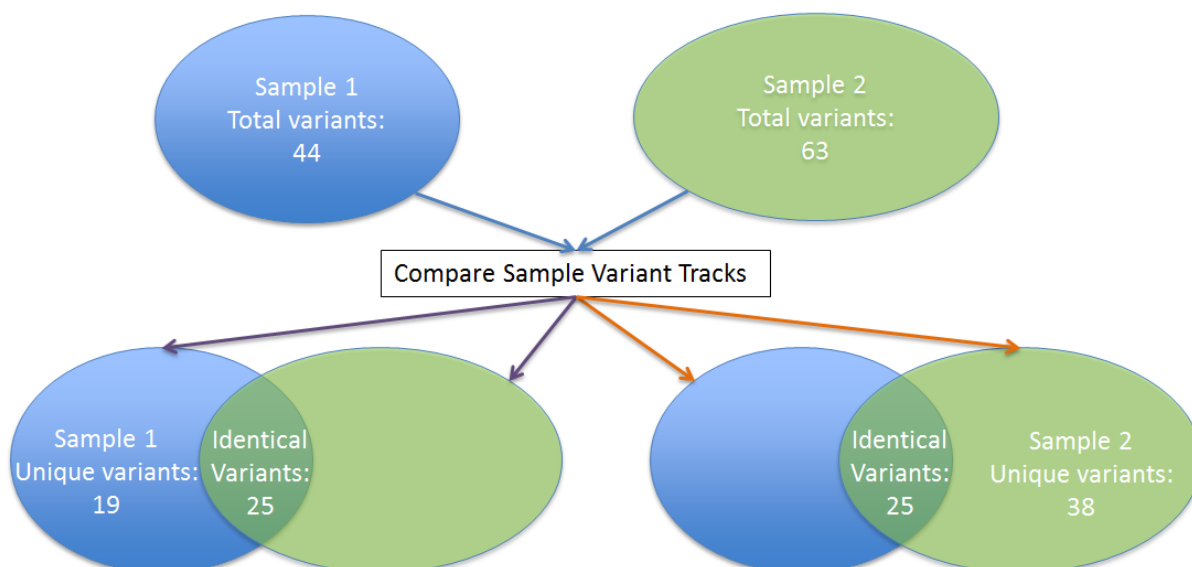 Sample 1
Total variants:
44
Sample 2
Total variants:
63
Compare Sample Variant Tracks
Sample 1
Unique variants:
19
Identical
Variants:
25
Identical
Variants:
25
Sample 2
Unique variants:
38